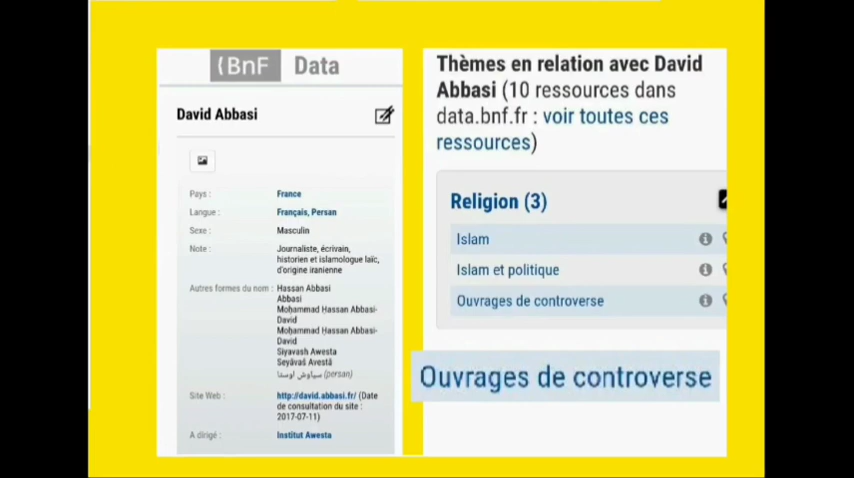 (BnF Data
David Abbasi
Pays : France
Langue : Français, Persan
Sexe : Masculin
Note : Journaliste, écrivain,
historien et islamologue laïc,
d'origine iranienne
Autres formes du nom : Hassan Abbasi
Abbasi
Moḥammad Ḥassan Abbasi-
David
Moḥammad Ḥassan Abbasi-
David
Siyavash Awesta
Seyâvaš Avestâ
سیاوش اوستا (persan)
Site Web : http://david.abbasi.fr/ (Date
de consultation du site :
2017-07-11)
A dirigé : Institut Awesta
Thèmes en relation avec David
Abbasi (10 ressources dans
data.bnf.fr : voir toutes ces
ressources)
Religion (3)
Islam
Islam et politique
Ouvrages de controverse
Ouvrages de controverse